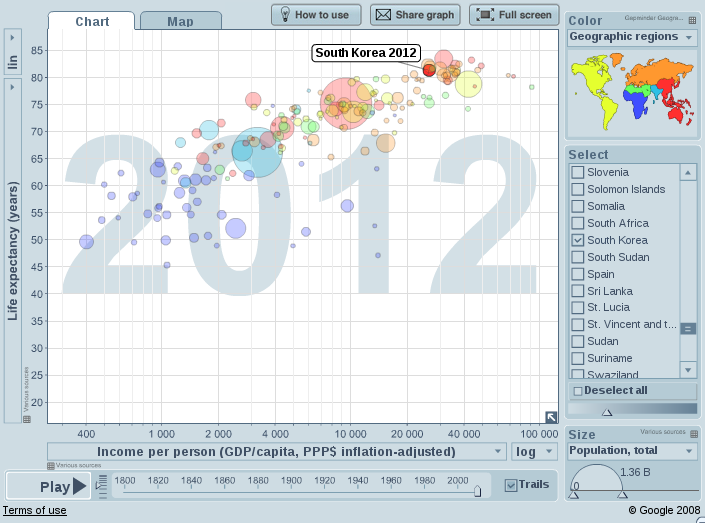 Chart
Map
How to use
Share graph
Full screen
Color
Gapminder Geogra...
Geographic regions
lin
Life expectancy (years)
Various sources
85
80
75
70
65
60
55
50
45
40
35
30
25
20
South Korea 2012
2012
400
1 000
2 000
4 000
10 000
20 000
40 000
100 000
Income per person (GDP/capita, PPP$ inflation-adjusted)
log
Various sources
Select
Slovenia
Solomon Islands
Somalia
South Africa
South Korea
South Sudan
Spain
Sri Lanka
St. Lucia
St. Vincent and t...
Sudan
Suriname
Swaziland
Deselect all
Size
Various sources
Population, total
1.36 B
0
Play
1800
1820
1840
1860
1880
1900
1920
1940
1960
1980
2000
Trails
Terms of use
© Google 2008